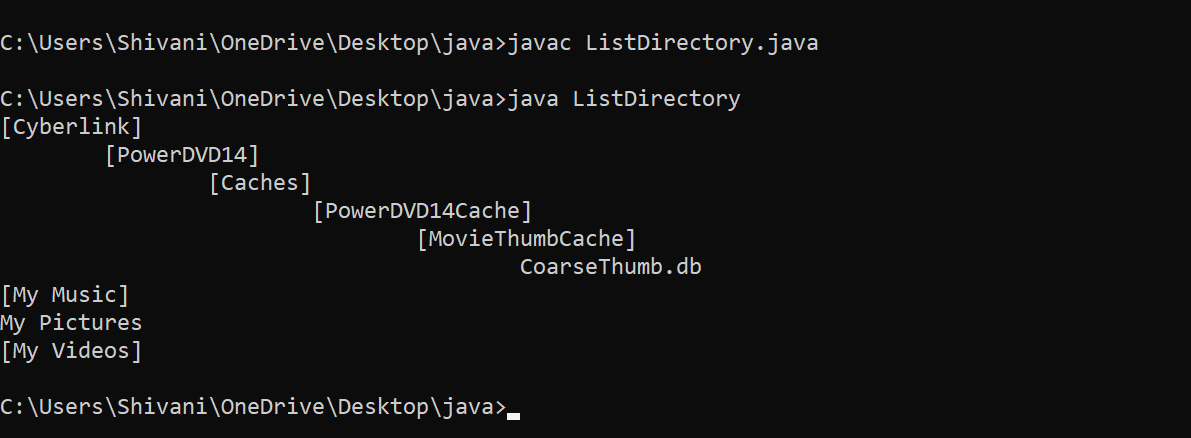 C:\Users\Shivani\OneDrive\Desktop\java>javac ListDirectory.java
C:\Users\Shivani\OneDrive\Desktop\java>java ListDirectory
[Cyberlink]
[PowerDVD14]
[Caches]
[PowerDVD14Cache]
[MovieThumbCache]
CoarseThumb.db
[My Music]
My Pictures
[My Videos]
C:\Users\Shivani\OneDrive\Desktop\java>